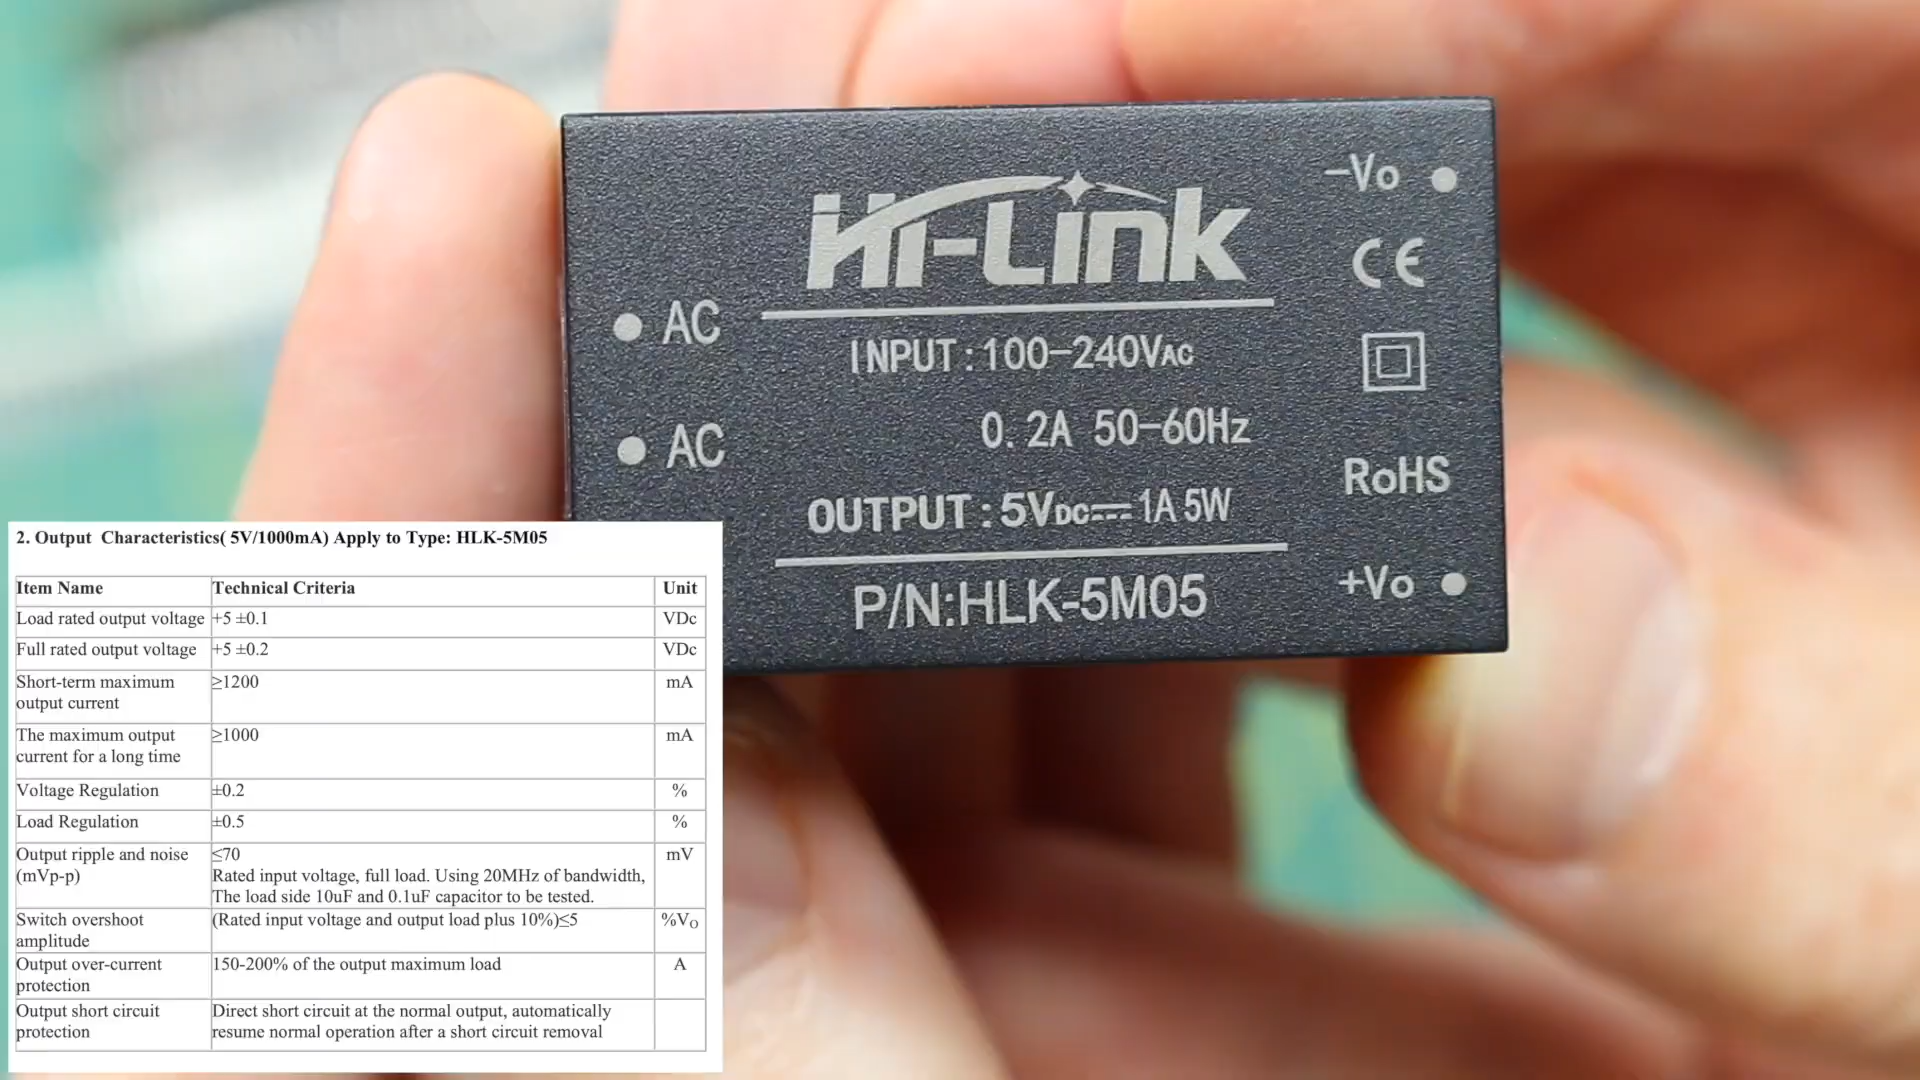 Hi-Link
AC
AC
INPUT:100-240VAC
0.2A 50-60Hz
OUTPUT:5VDC⎓1A 5W
P/N:HLK-5M05
-Vo
CE
RoHS
+Vo
2. Output Characteristics( 5V/1000mA) Apply to Type: HLK-5M05
Item Name Technical Criteria Unit
Load rated output voltage +5 ±0.1 VDc
Full rated output voltage +5 ±0.2 VDc
Short-term maximum ≥1200 mA
output current
The maximum output ≥1000 mA
current for a long time
Voltage Regulation ±0.2 %
Load Regulation ±0.5 %
Output ripple and noise ≤70 mV
(mVp-p) Rated input voltage, full load. Using 20MHz of bandwidth,
The load side 10uF and 0.1uF capacitor to be tested.
Switch overshoot (Rated input voltage and output load plus 10%)≤5 %VO
amplitude
Output over-current 150-200% of the output maximum load A
protection
Output short circuit Direct short circuit at the normal output, automatically
protection resume normal operation after a short circuit removal